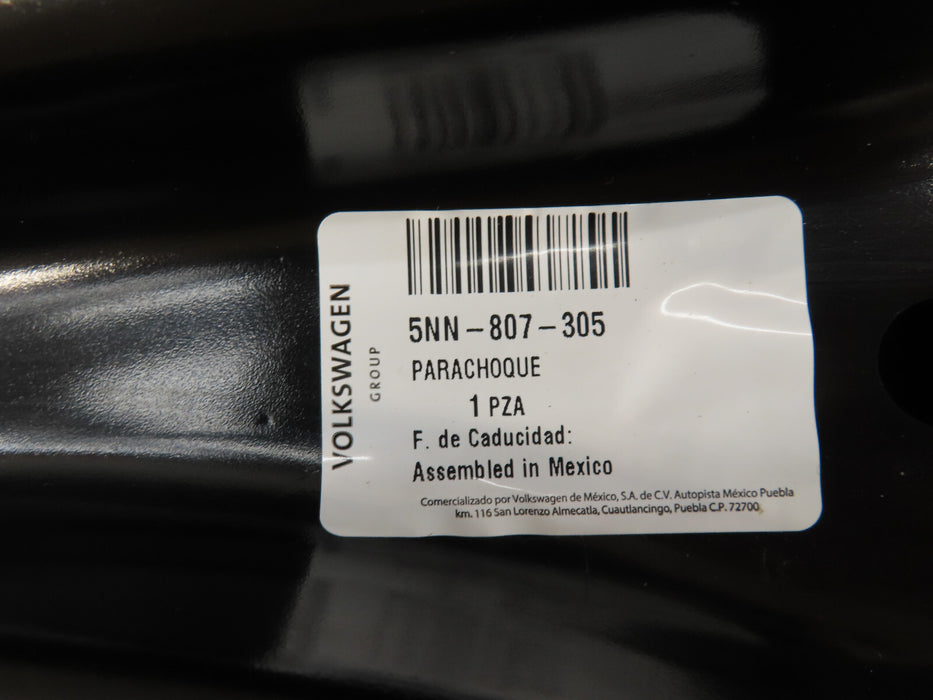 VOLKSWAGEN
GROUP
5NN-807-305
PARACHOQUE
1 PZA
F. de Caducidad:
Assembled in Mexico
Comercializado por Volkswagen de México, S.A. de C.V. Autopista México Puebla
km. 116 San Lorenzo Almecatla, Cuautlancingo, Puebla C.P. 72700